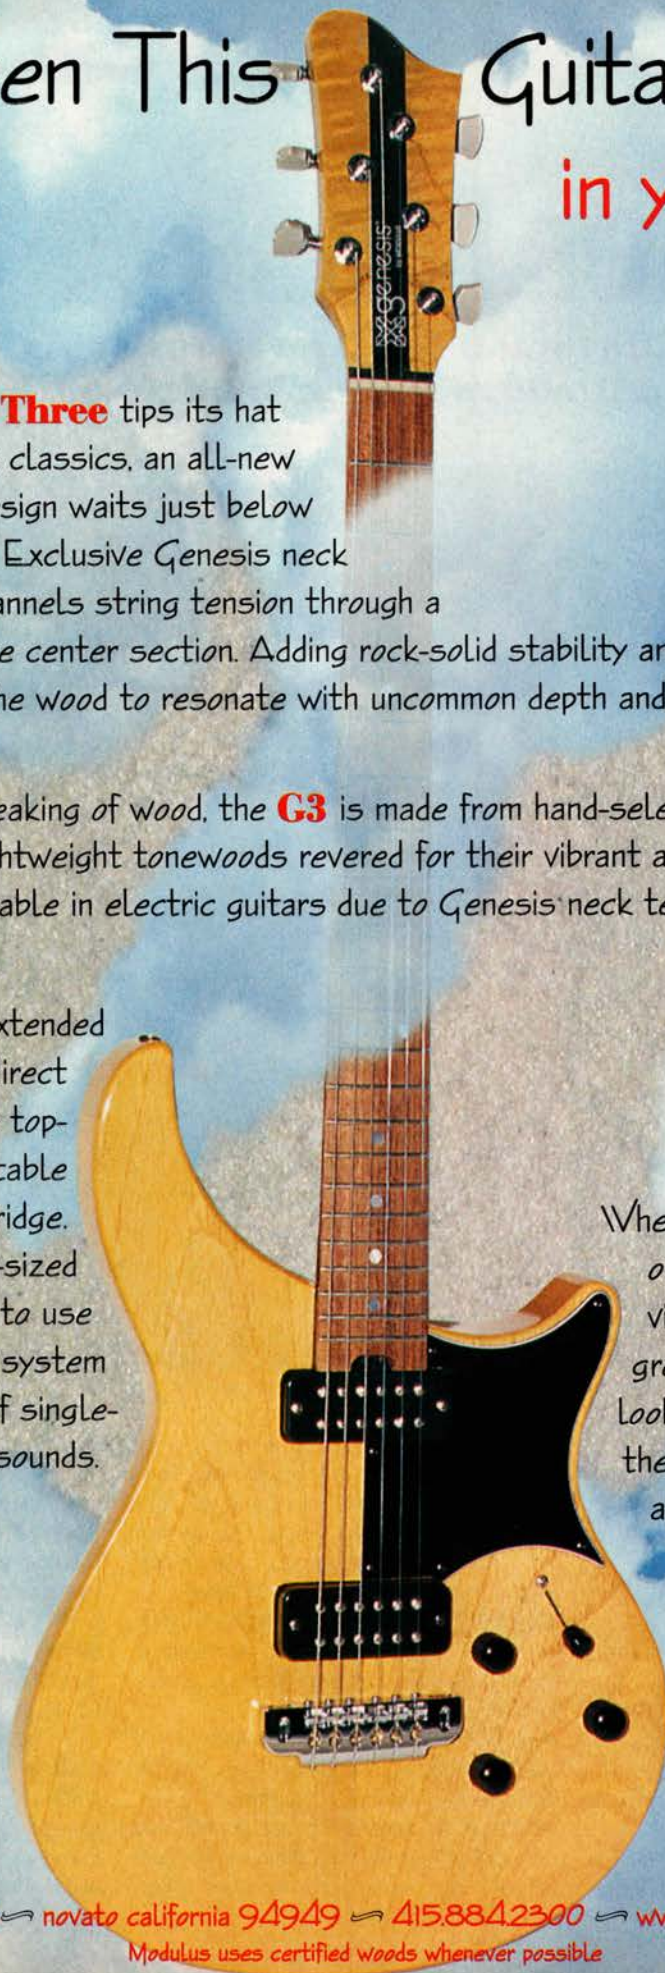 en This Guita
in y
genesis
Three tips its hat
classics, an all-new
sign waits just below
Exclusive Genesis neck
annels string tension through a
e center section. Adding rock-solid stability an
ne wood to resonate with uncommon depth and
eaking of wood, the G3 is made from hand-sele
htweight tonewoods revered for their vibrant a
able in electric guitars due to Genesis neck te
xtended
irect
top-
table
ridge.
-sized
to use
system
f single-
sounds.
Whe
o
vi
gra
Lool
the
a
novato california 94949 ~ 415.884.2300 ~ ww
Modulus uses certified woods whenever possible